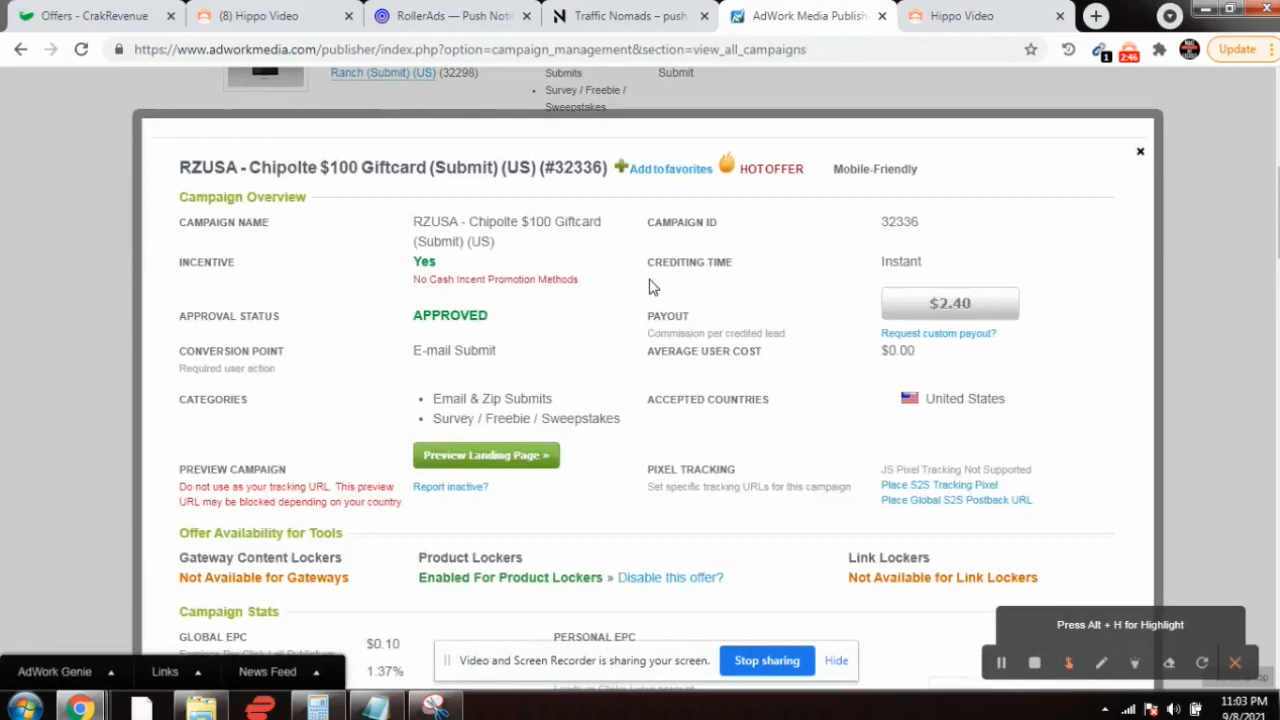 Offers - CrakRevenue
(8) Hippo Video
RollerAds — Push Noti
Traffic Nomads – push
AdWork Media Publish
Hippo Video
https://www.adworkmedia.com/publisher/index.php?option=campaign_management&section=view_all_campaigns
1
2:46
Update
Ranch (Submit) (US) (32298)
Submits
Submit
Survey / Freebie /
Sweepstakes
RZUSA - Chipolte $100 Giftcard (Submit) (US) (#32336)
Add to favorites
HOT OFFER
Mobile-Friendly
Campaign Overview
CAMPAIGN NAME
RZUSA - Chipolte $100 Giftcard
(Submit) (US)
CAMPAIGN ID
32336
INCENTIVE
Yes
No Cash Incent Promotion Methods
CREDITING TIME
Instant
APPROVAL STATUS
APPROVED
PAYOUT
Commission per credited lead
$2.40
Request custom payout?
CONVERSION POINT
Required user action
E-mail Submit
AVERAGE USER COST
$0.00
CATEGORIES
• Email & Zip Submits
• Survey / Freebie / Sweepstakes
ACCEPTED COUNTRIES
United States
Preview Landing Page »
PREVIEW CAMPAIGN
Do not use as your tracking URL. This preview
URL may be blocked depending on your country.
Report inactive?
PIXEL TRACKING
Set specific tracking URLs for this campaign
JS Pixel Tracking Not Supported
Place S2S Tracking Pixel
Place Global S2S Postback URL
Offer Availability for Tools
Gateway Content Lockers
Not Available for Gateways
Product Lockers
Enabled For Product Lockers » Disable this offer?
Link Lockers
Not Available for Link Lockers
Campaign Stats
GLOBAL EPC
$0.10
PERSONAL EPC
1.37%
Press Alt + H for Highlight
Video and Screen Recorder is sharing your screen.
Stop sharing
Hide
AdWork Genie
Links
News Feed
11:03 PM
9/8/2021